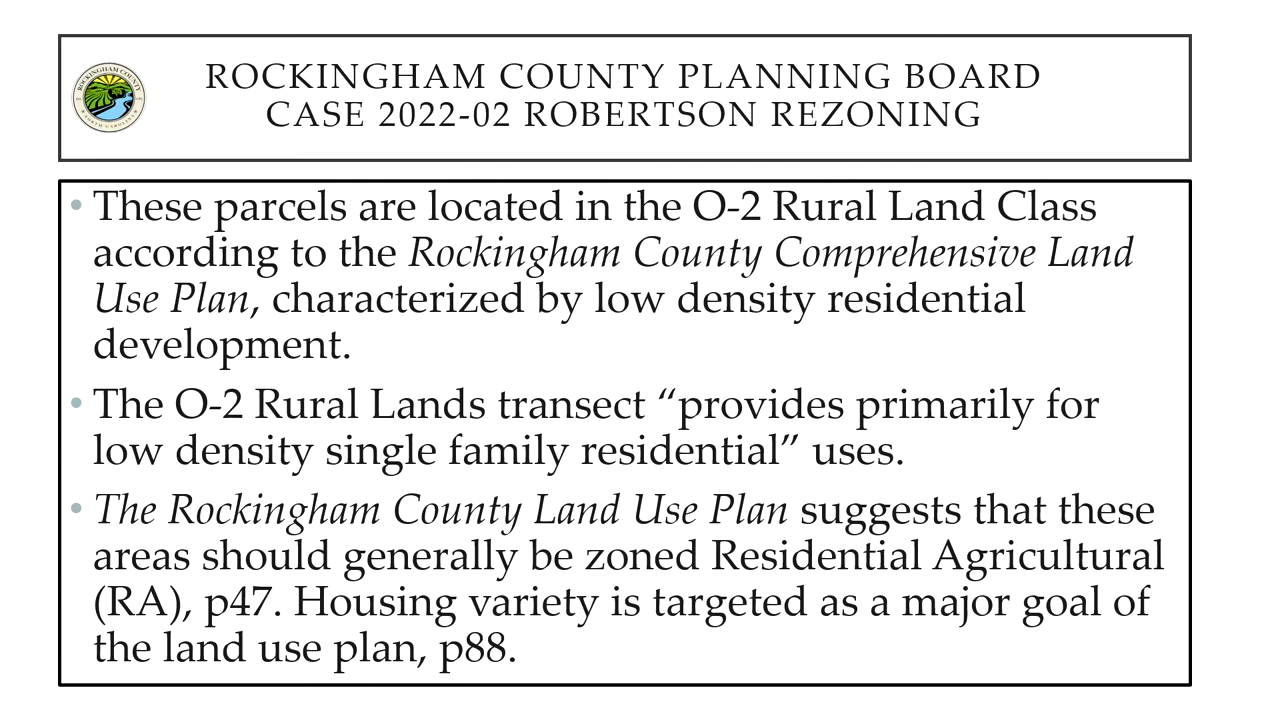 ROCKINGHAM COUNTY PLANNING BOARD
CASE 2022-02 ROBERTSON REZONING
ROCKINGHAM COUNTY
NORTH CAROLINA
• These parcels are located in the O-2 Rural Land Class
according to the Rockingham County Comprehensive Land
Use Plan, characterized by low density residential
development.
• The O-2 Rural Lands transect “provides primarily for
low density single family residential” uses.
• The Rockingham County Land Use Plan suggests that these
areas should generally be zoned Residential Agricultural
(RA), p47. Housing variety is targeted as a major goal of
the land use plan, p88.